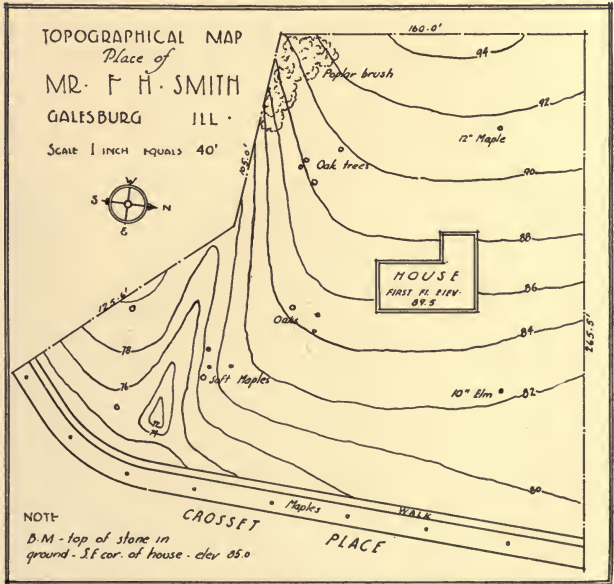 TOPOGRAPHICAL MAP
Place of
MR. F H. SMITH
GALESBURG ILL.
SCALE 1 INCH EQUALS 40'
W
S N
E
160.0'
94
Poplar brush
92
12" Maple
105.0'
Oak trees
90
88
HOUSE
FIRST FL. ELEV.
89.5
86
125.6'
Oaks
84
265.5'
78
76
Soft Maples
10" Elm
82
72
74
80
Maples
WALK
CROSSET
PLACE
NOTE
B.M - top of stone in
ground - S.E cor. of house - elev 85.0